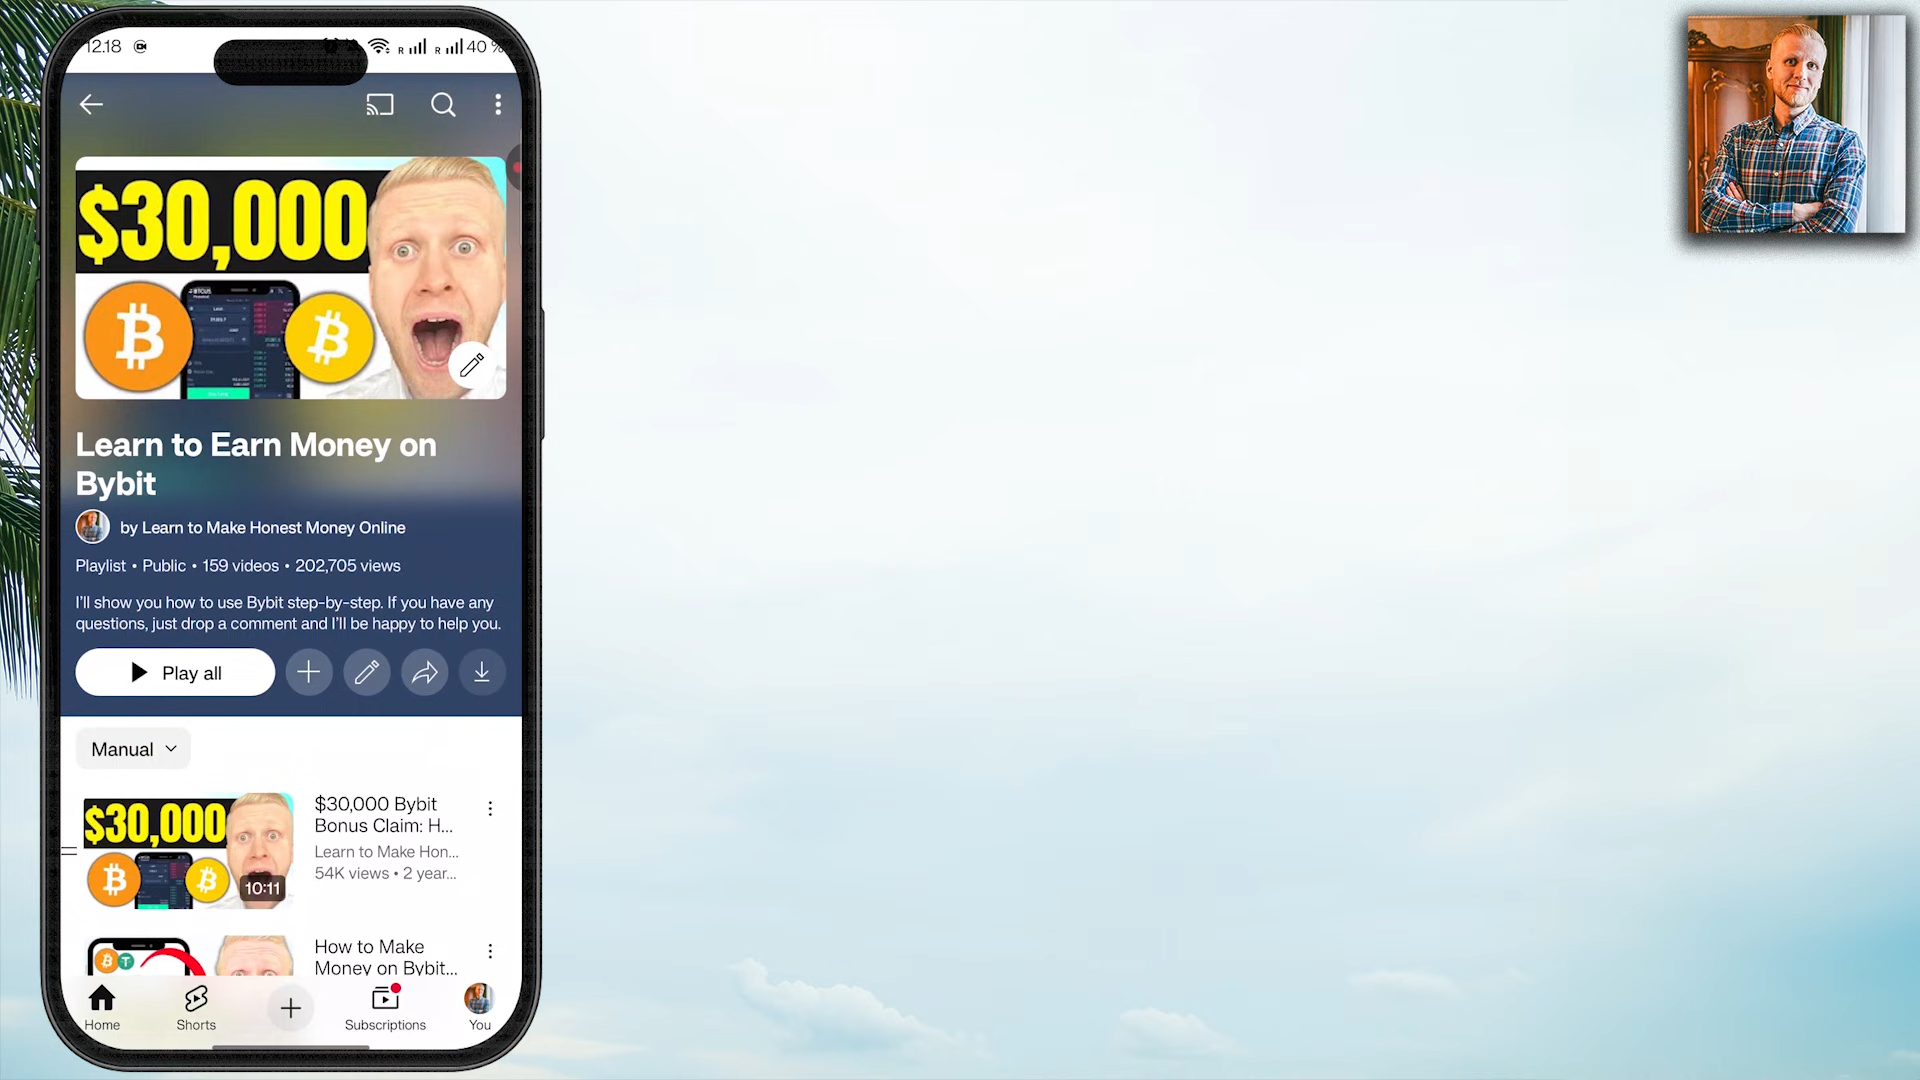 12.18
R
R
40 %
$30,000
Learn to Earn Money on
Bybit
by Learn to Make Honest Money Online
Playlist • Public • 159 videos • 202,705 views
I'll show you how to use Bybit step-by-step. If you have any
questions, just drop a comment and I'll be happy to help you.
Play all
Manual
$30,000
10:11
$30,000 Bybit
Bonus Claim: H...
Learn to Make Hon...
54K views • 2 year...
How to Make
Money on Bybit...
Home
Shorts
Subscriptions
You